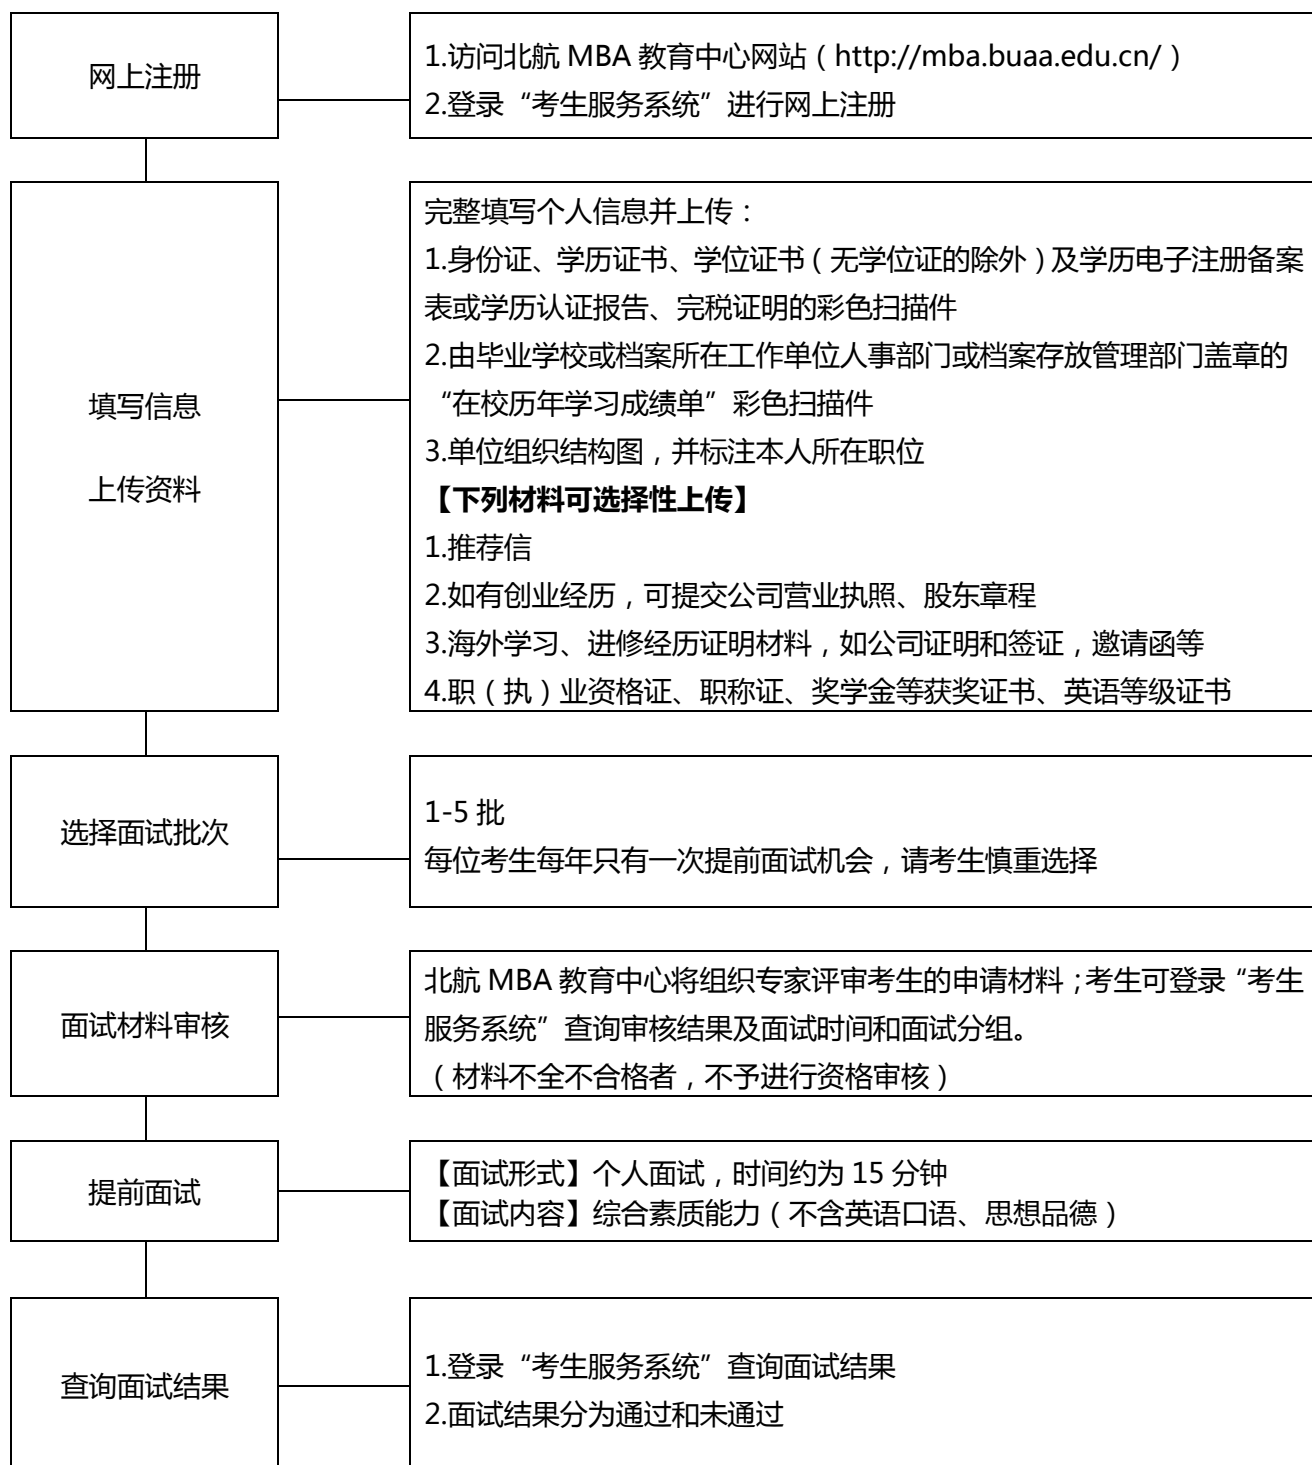 网上注册
1.访问北航 MBA 教育中心网站（http://mba.buaa.edu.cn/）
2.登录“考生服务系统”进行网上注册
填写信息
上传资料
完整填写个人信息并上传：
1.身份证、学历证书、学位证书（无学位证的除外）及学历电子注册备案
表或学历认证报告、完税证明的彩色扫描件
2.由毕业学校或档案所在工作单位人事部门或档案存放管理部门盖章的
“在校历年学习成绩单”彩色扫描件
3.单位组织结构图，并标注本人所在职位
【下列材料可选择性上传】
1.推荐信
2.如有创业经历，可提交公司营业执照、股东章程
3.海外学习、进修经历证明材料，如公司证明和签证，邀请函等
4.职（执）业资格证、职称证、奖学金等获奖证书、英语等级证书
选择面试批次
1-5 批
每位考生每年只有一次提前面试机会，请考生慎重选择
面试材料审核
北航 MBA 教育中心将组织专家评审考生的申请材料；考生可登录“考生
服务系统”查询审核结果及面试时间和面试分组。
（材料不全不合格者，不予进行资格审核）
提前面试
【面试形式】个人面试，时间约为 15 分钟
【面试内容】综合素质能力（不含英语口语、思想品德）
查询面试结果
1.登录“考生服务系统”查询面试结果
2.面试结果分为通过和未通过